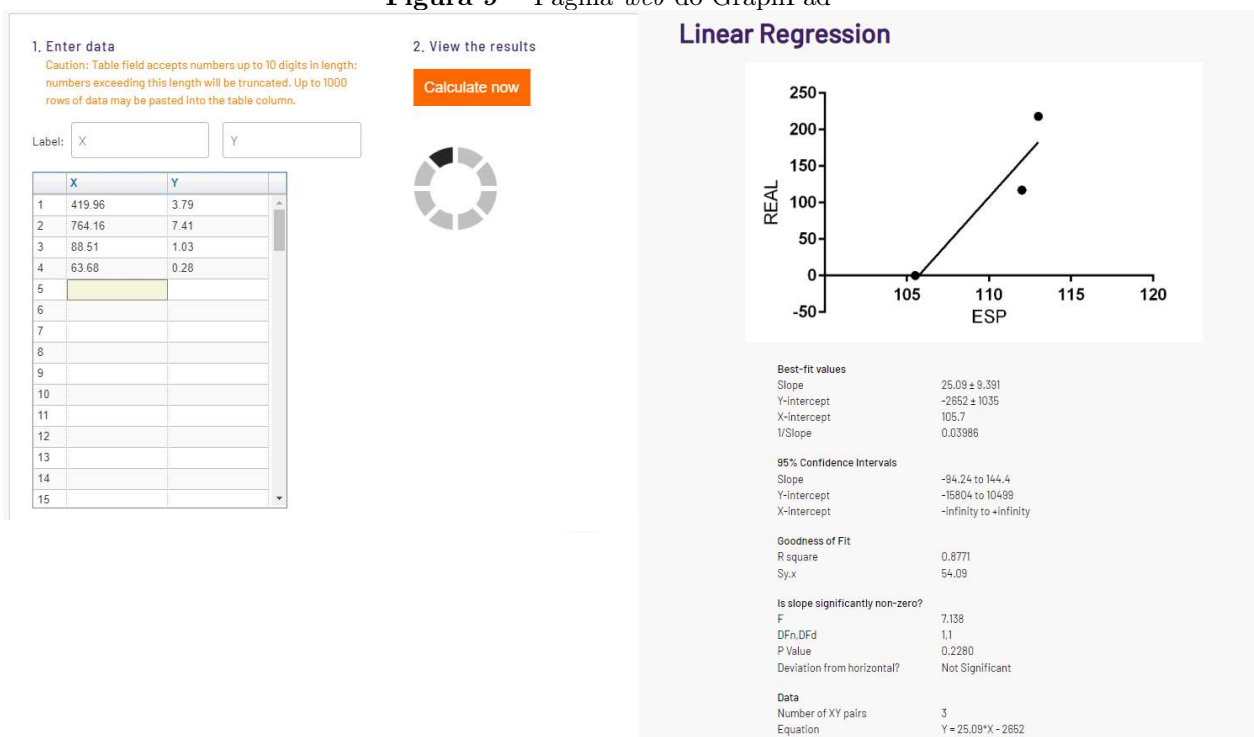 Figura 5 – Página web do GraphPad
1. Enter data
Caution: Table field accepts numbers up to 10 digits in length;
numbers exceeding this length will be truncated. Up to 1000
rows of data may be pasted into the table column.
Label: X Y
X Y
1 419.96 3.79
2 764.16 7.41
3 88.51 1.03
4 63.68 0.28
5
6
7
8
9
10
11
12
13
14
15
2. View the results
Calculate now
Linear Regression
250
200
150
100
50
0
-50
REAL
105 110 115 120
ESP
Best-fit values
Slope 25.09 ± 9.391
Y-intercept -2652 ± 1035
X-intercept 105.7
1/Slope 0.03986
95% Confidence Intervals
Slope -94.24 to 144.4
Y-intercept -15804 to 10499
X-intercept -infinity to +infinity
Goodness of Fit
R square 0.8771
Sy.x 54.09
Is slope significantly non-zero?
F 7.138
DFn,DFd 1,1
P Value 0.2280
Deviation from horizontal? Not Significant
Data
Number of XY pairs 3
Equation Y = 25.09*X - 2652